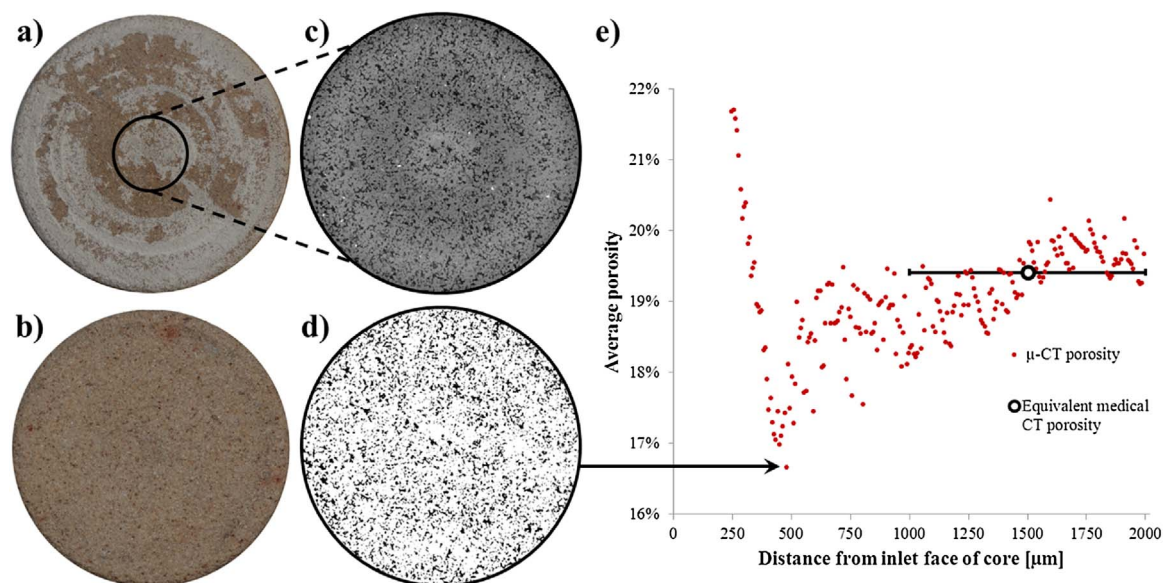 a)
c)
e)
b)
d)
Average porosity
22%
21%
20%
19%
18%
17%
16%
0
250
500
750
1000
1250
1500
1750
2000
Distance from inlet face of core [µm]
µ-CT porosity
Equivalent medical
CT porosity